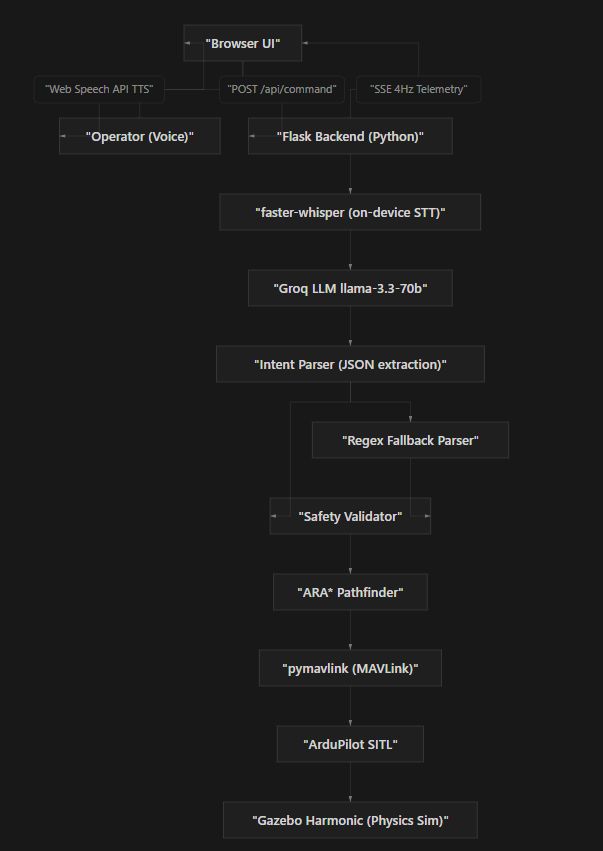 "Browser UI"
"Web Speech API TTS"
"POST /api/command"
"SSE 4Hz Telemetry"
"Operator (Voice)"
"Flask Backend (Python)"
"faster-whisper (on-device STT)"
"Groq LLM llama-3.3-70b"
"Intent Parser (JSON extraction)"
"Regex Fallback Parser"
"Safety Validator"
"ARA* Pathfinder"
"pymavlink (MAVLink)"
"ArduPilot SITL"
"Gazebo Harmonic (Physics Sim)"